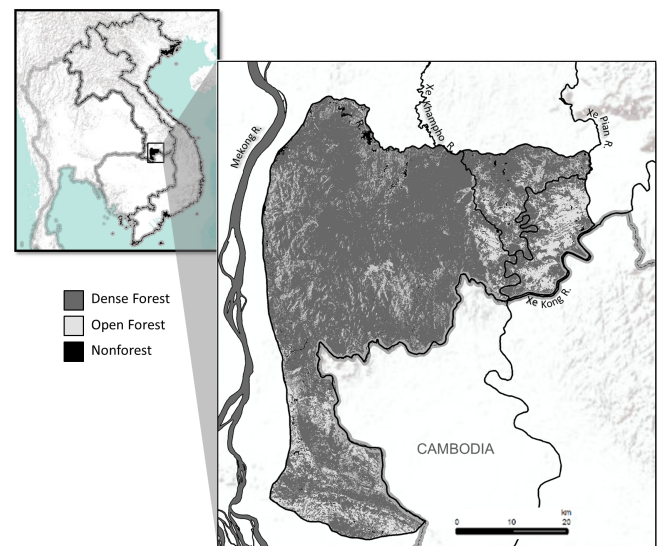 Mekong R.
Xe Khampho R.
Xe Pian R.
Xe Kong R.
Dense Forest
Open Forest
Nonforest
CAMBODIA
km
0 10 20